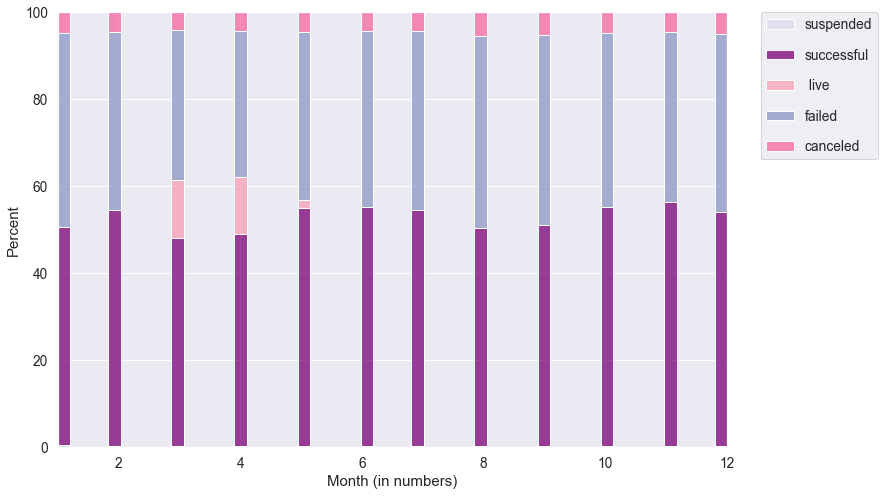 100
80
60
40
20
0
Percent
2 4 6 8 10 12
Month (in numbers)
suspended
successful
live
failed
canceled